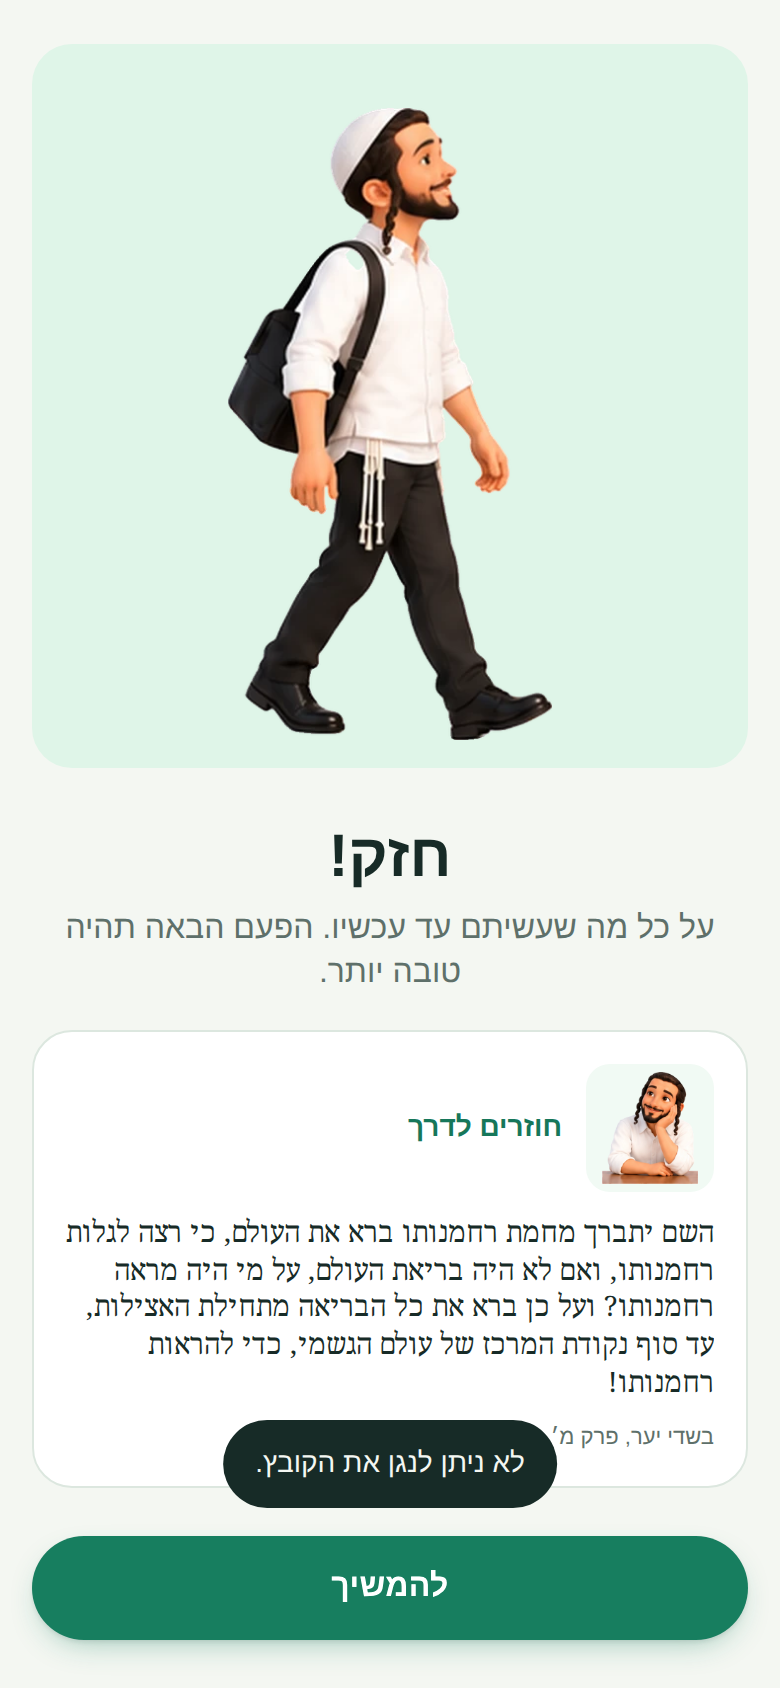 חזק!
על כל מה שעשיתם עד עכשיו. הפעם הבאה תהיה
טובה יותר.
חוזרים לדרך
השם יתברך מחמת רחמנותו ברא את העולם, כי רצה לגלות
רחמנותו, ואם לא היה בריאת העולם, על מי היה מראה
רחמנותו? ועל כן ברא את כל הבריאה מתחילת האצילות,
עד סוף נקודת המרכז של עולם הגשמי, כדי להראות
רחמנותו!
בשדי יער, פרק מ׳
לא ניתן לנגן את הקובץ.
להמשיך